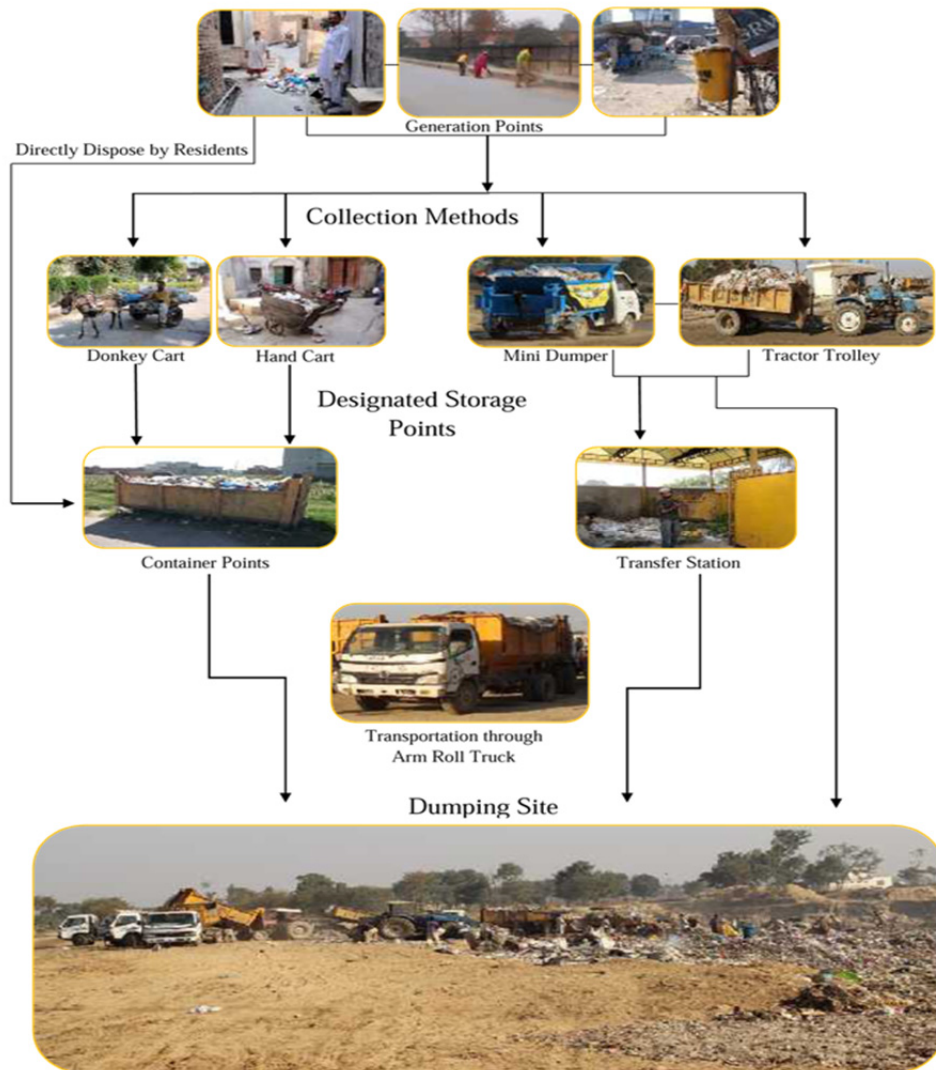 Generation Points
Directly Dispose by Residents
Collection Methods
Donkey Cart
Hand Cart
Mini Dumper
Tractor Trolley
Designated Storage
Points
Container Points
Transfer Station
Transportation through
Arm Roll Truck
Dumping Site